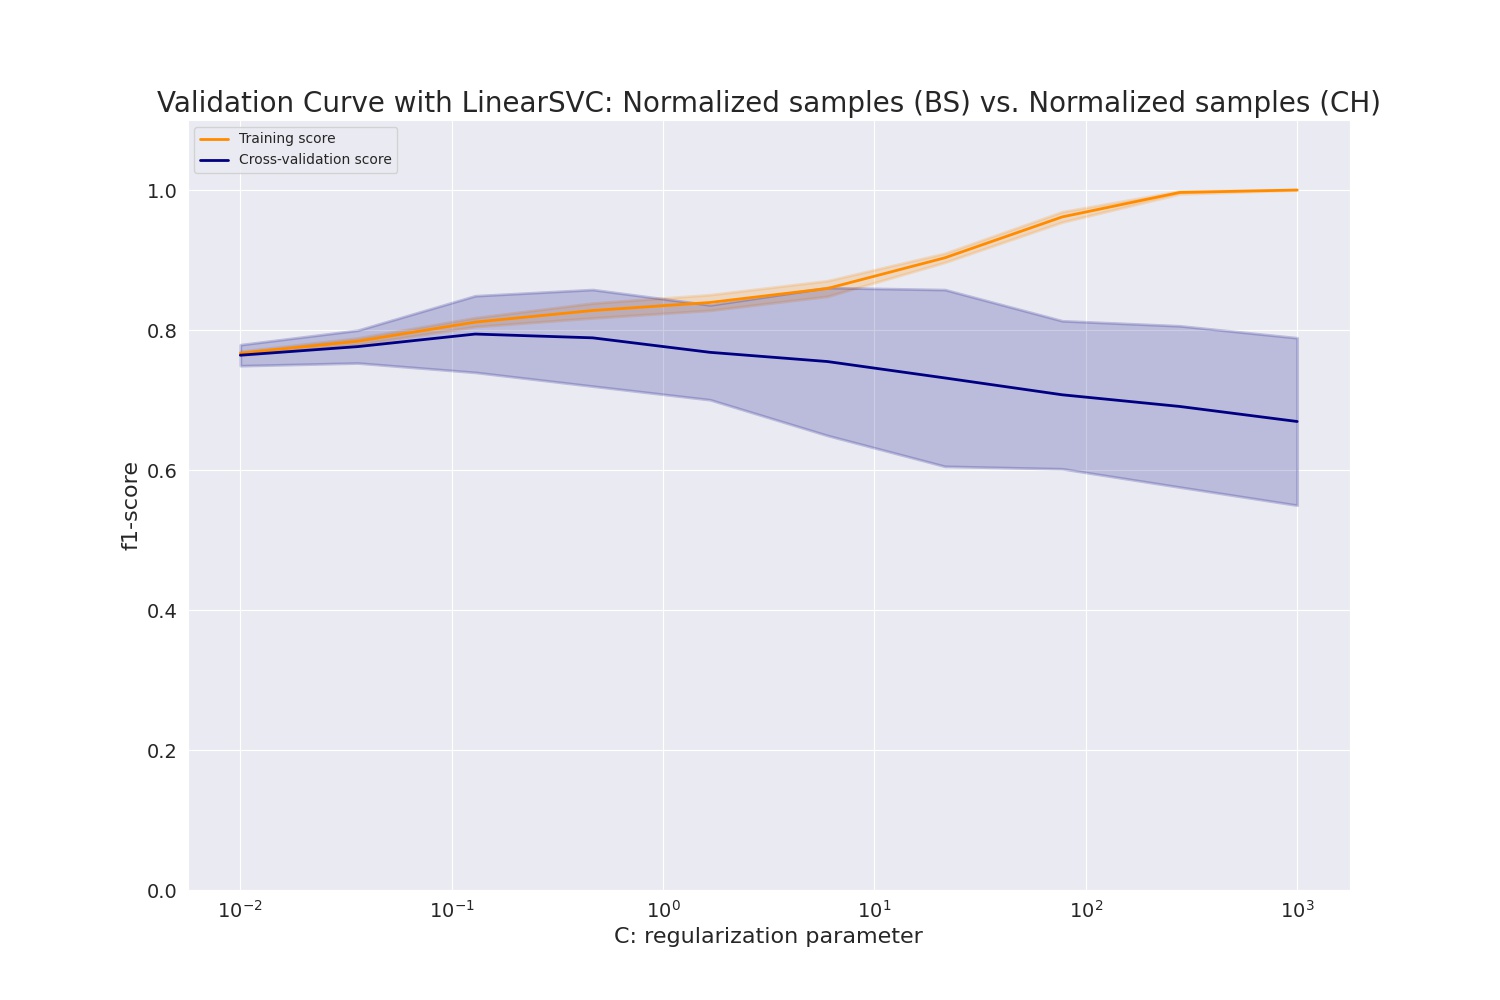 Validation Curve with LinearSVC: Normalized samples (BS) vs. Normalized samples (CH)
Training score
Cross-validation score
1.0
0.8
0.6
0.4
0.2
0.0
f1-score
10⁻² 10⁻¹ 10⁰ 10¹ 10² 10³
C: regularization parameter